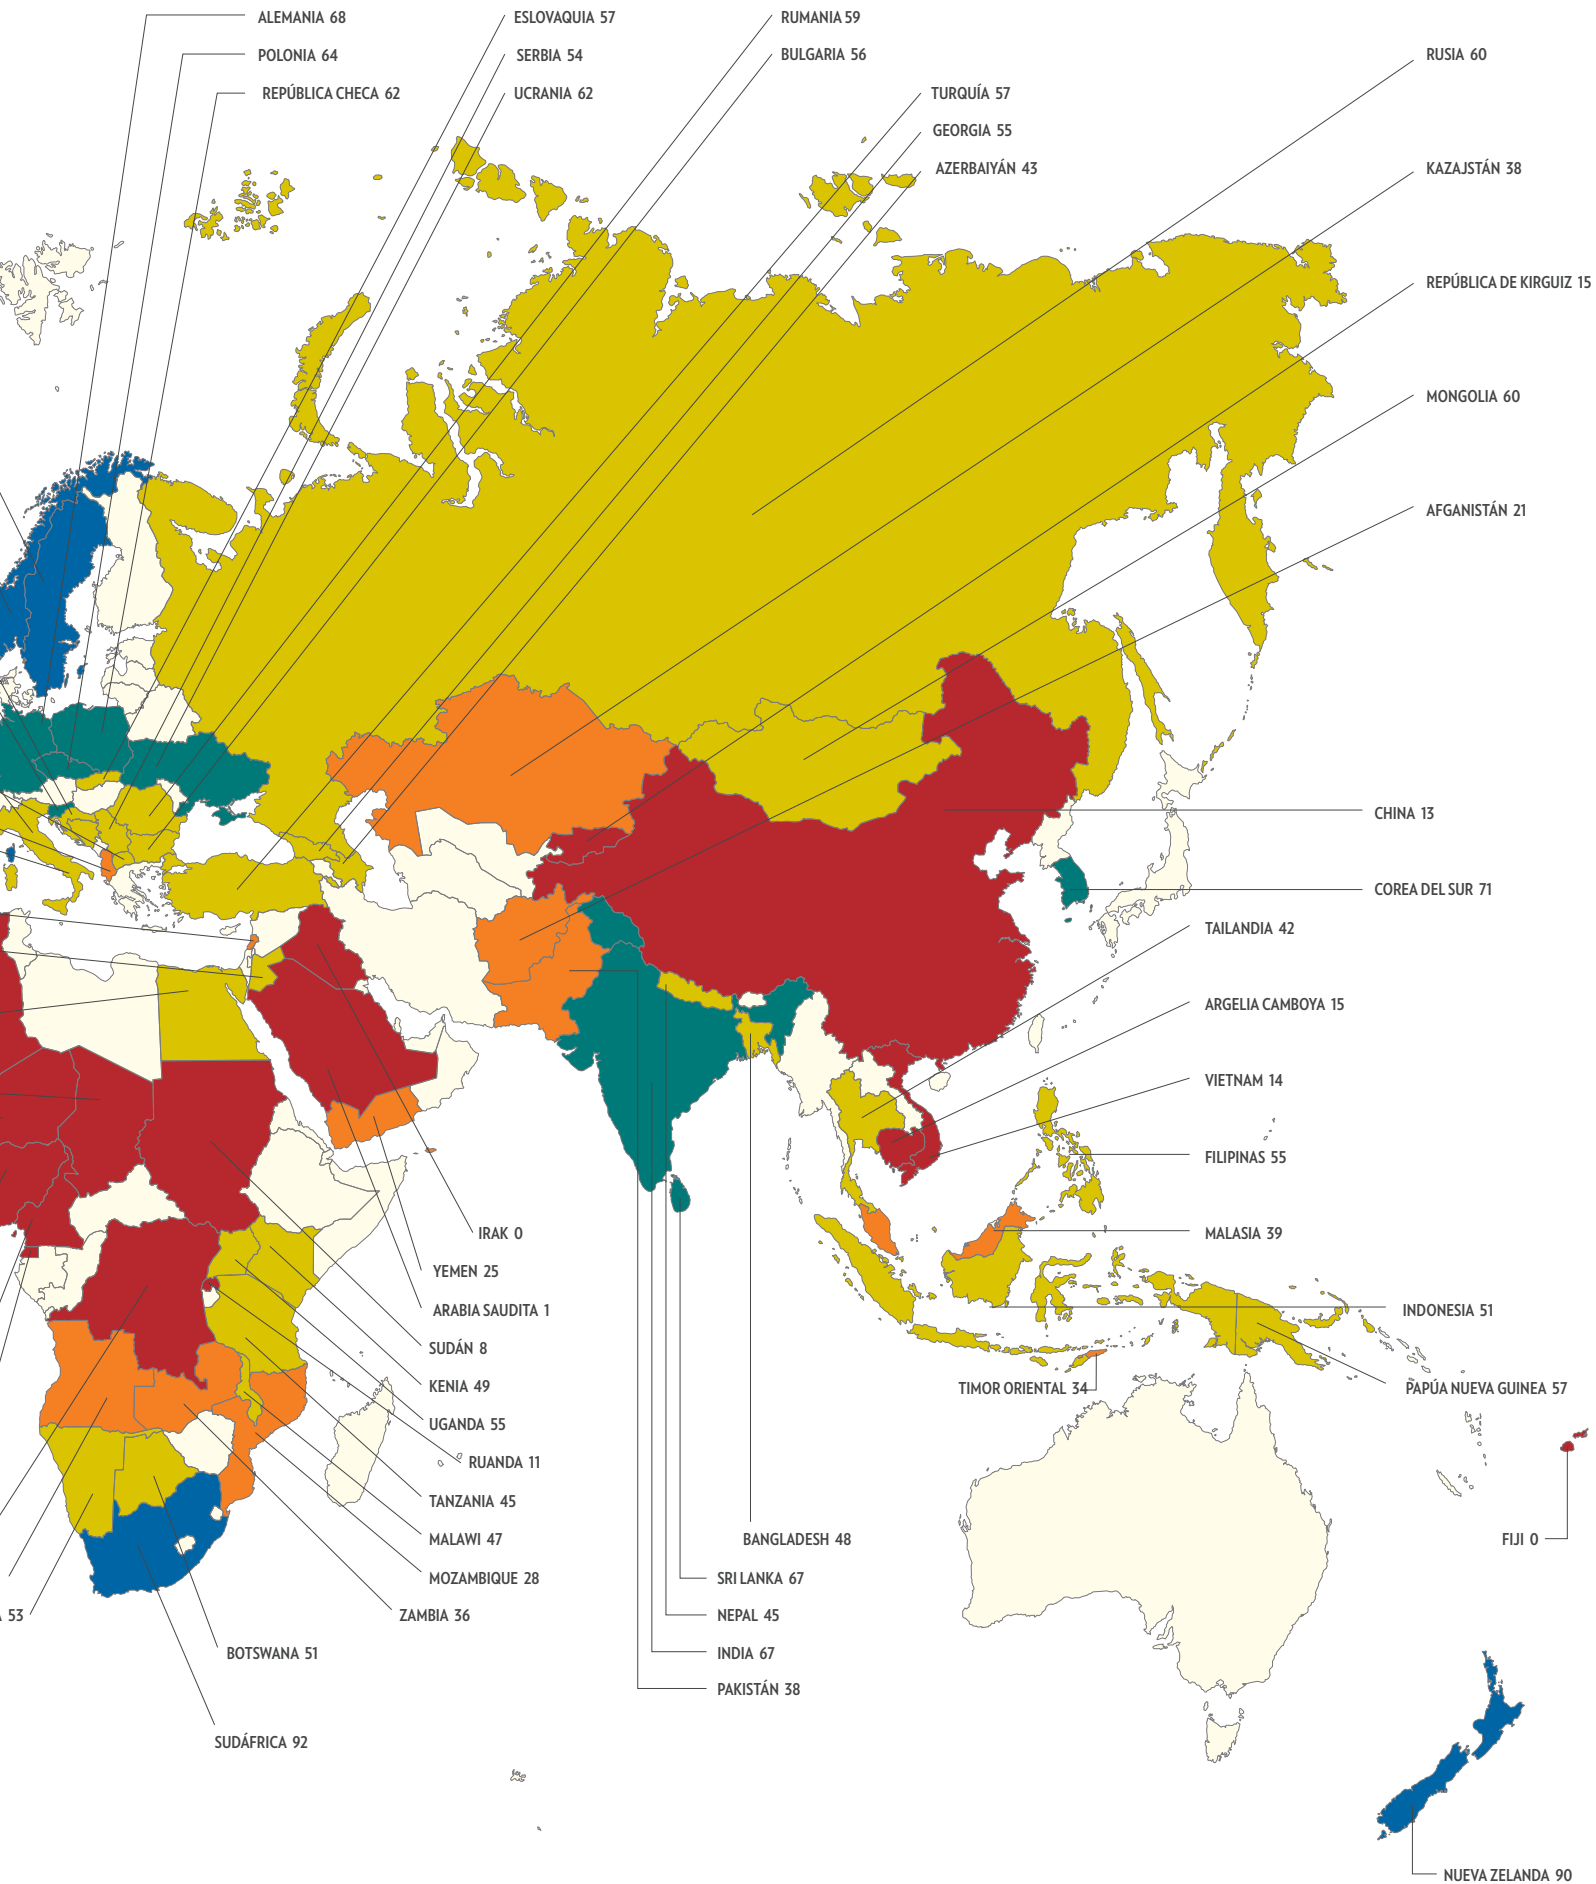 ALEMANIA 68
ESLOVAQUIA 57
RUMANIA 59
POLONIA 64
SERBIA 54
BULGARIA 56
RUSIA 60
REPÚBLICA CHECA 62
UCRANIA 62
TURQUÍA 57
GEORGIA 55
AZERBAIYÁN 43
KAZAJSTÁN 38
REPÚBLICA DE KIRGUIZ 15
MONGOLIA 60
AFGANISTÁN 21
CHINA 13
COREA DEL SUR 71
TAILANDIA 42
ARGELIA CAMBOYA 15
VIETNAM 14
FILIPINAS 55
MALASIA 39
IRAK 0
YEMEN 25
ARABIA SAUDITA 1
INDONESIA 51
SUDÁN 8
KENIA 49
TIMOR ORIENTAL 34
PAPÚA NUEVA GUINEA 57
UGANDA 55
RUANDA 11
TANZANIA 45
MALAWI 47
BANGLADESH 48
FIJI 0
MOZAMBIQUE 28
SRI LANKA 67
53
ZAMBIA 36
NEPAL 45
BOTSWANA 51
INDIA 67
PAKISTÁN 38
SUDÁFRICA 92
NUEVA ZELANDA 90